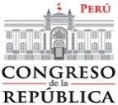 PERÚ
CONGRESO
de la
REPÚBLICA